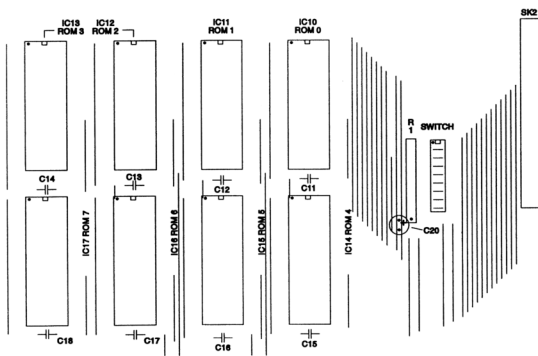 IC13
ROM 3
IC12
ROM 2
IC11
ROM 1
IC10
ROM 0
SK2
R
1
SWITCH
C14
C13
C12
C11
IC17 ROM 7
IC16 ROM 6
IC15 ROM 5
IC14 ROM 4
C20
C18
C17
C16
C15